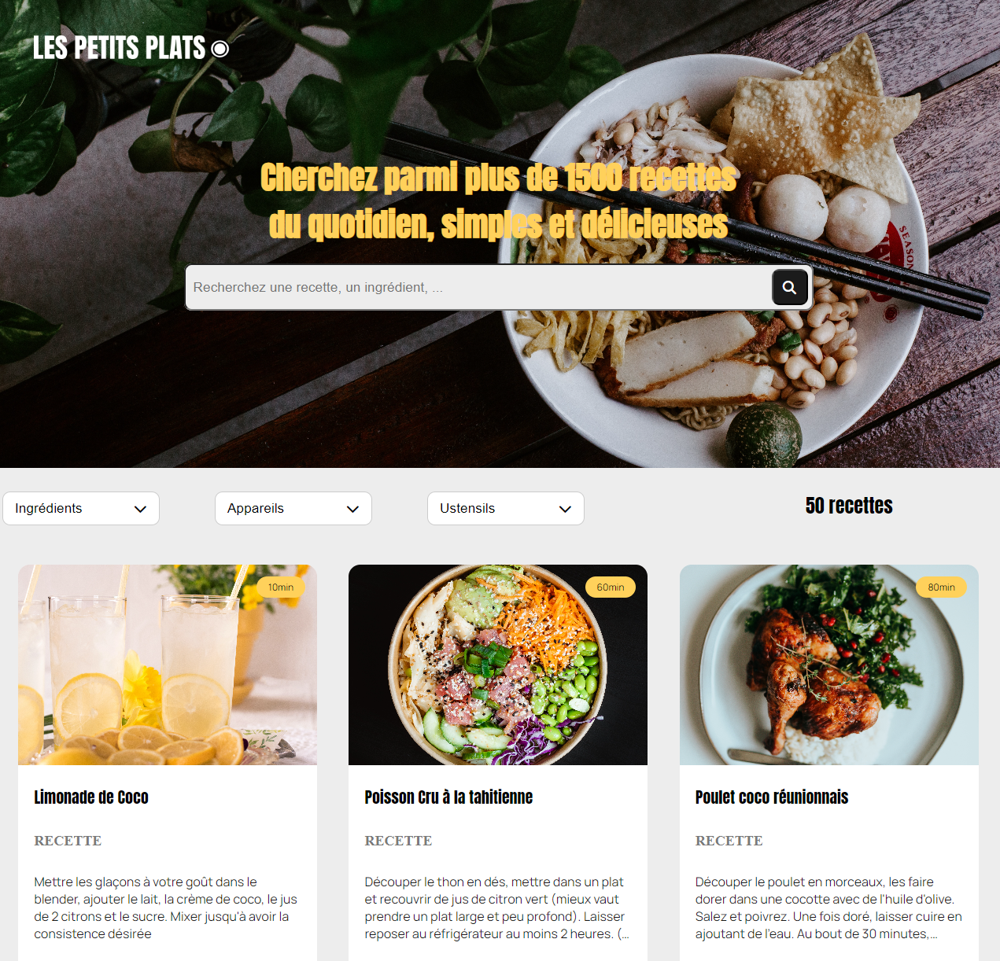 LES PETITS PLATS
Cherchez parmi plus de 1500 recettes
du quotidien, simples et délicieuses
Recherchez une recette, un ingrédient, ...
SEASON
Ingrédients
Appareils
Ustensils
50 recettes
10min
60min
80min
Limonade de Coco
RECETTE
Mettre les glaçons à votre goût dans le
blender, ajouter le lait, la crème de coco, le jus
de 2 citrons et le sucre. Mixer jusqu'à avoir la
consistence désirée
Poisson Cru à la tahitienne
RECETTE
Découper le thon en dés, mettre dans un plat
et recouvrir de jus de citron vert (mieux vaut
prendre un plat large et peu profond). Laisser
reposer au réfrigérateur au moins 2 heures. (...
Poulet coco réunionnais
RECETTE
Découper le poulet en morceaux, les faire
dorer dans une cocotte avec de l'huile d'olive.
Salez et poivrez. Une fois doré, laisser cuire en
ajoutant de l'eau. Au bout de 30 minutes,...